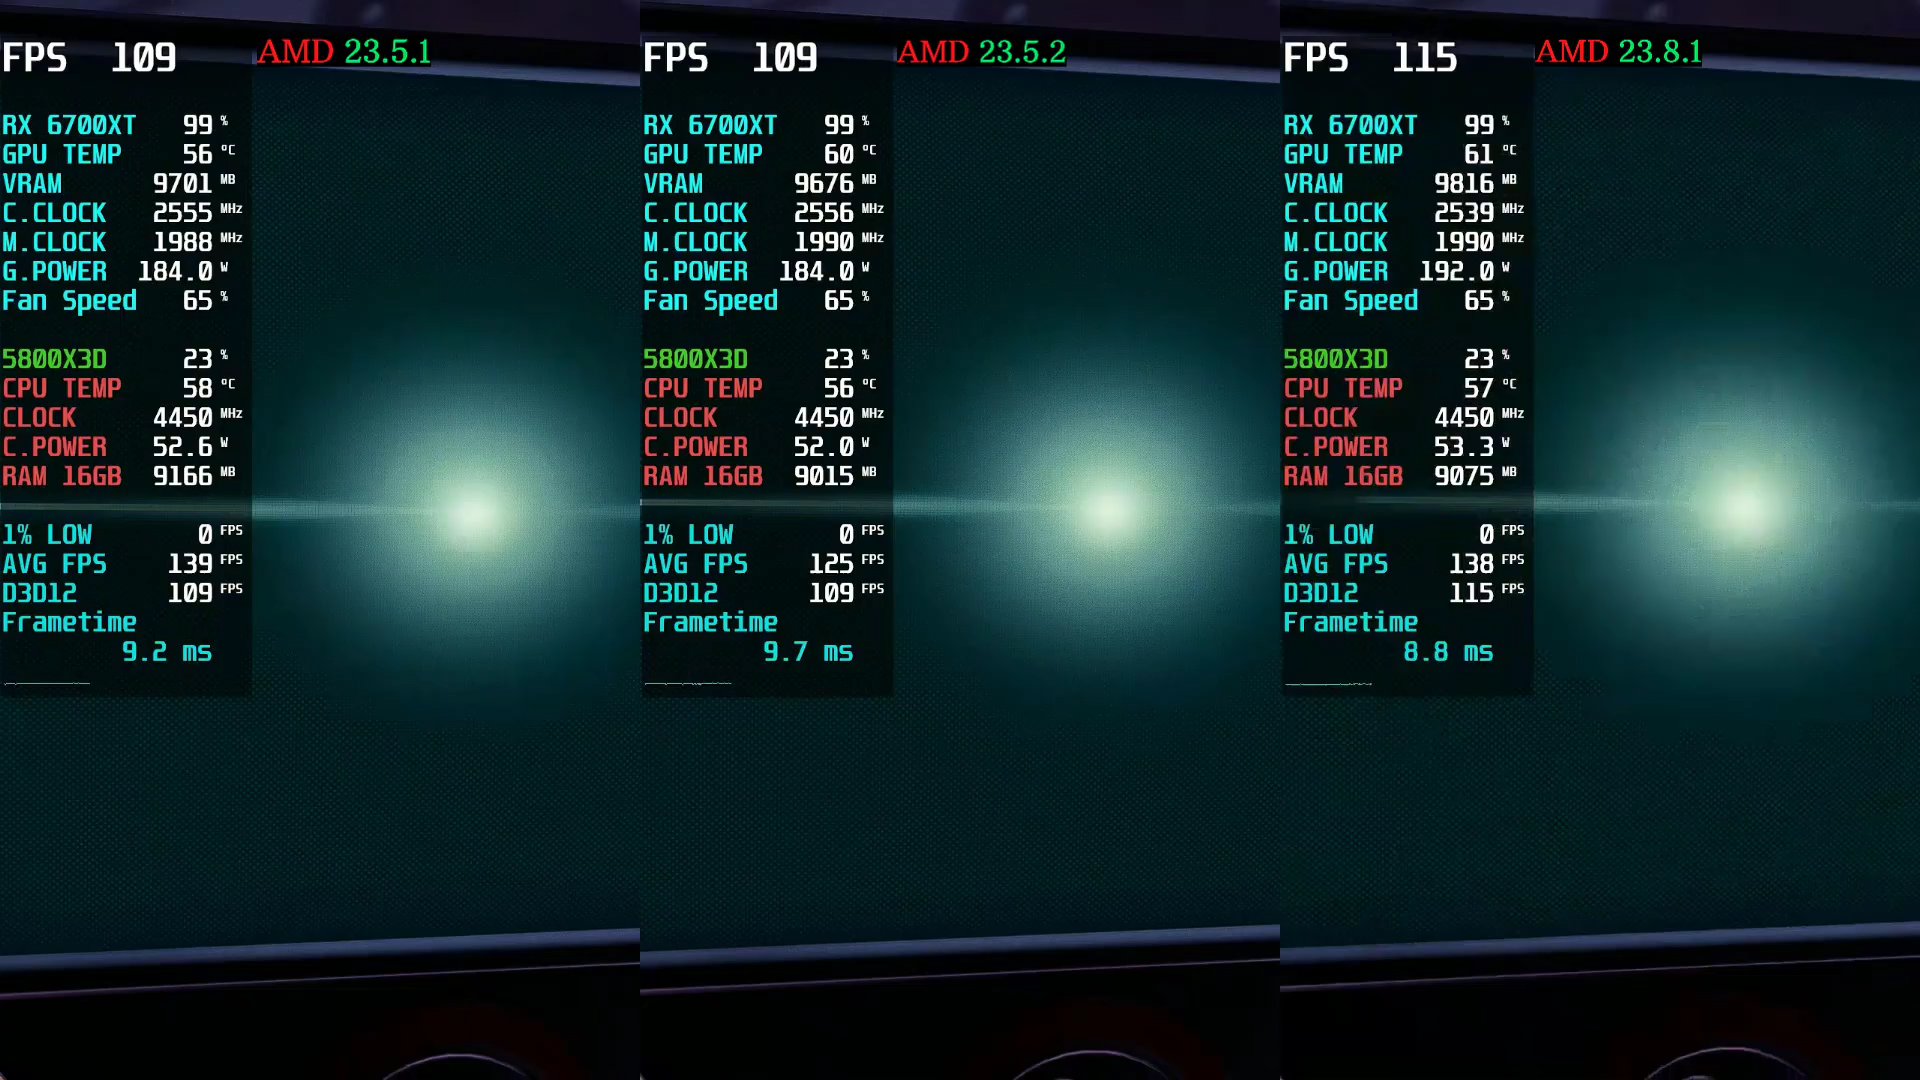 FPS 109 AMD 23.5.1
RX 6700XT 99 %
GPU TEMP 56 °C
VRAM 9701 MB
C.CLOCK 2555 MHz
M.CLOCK 1988 MHz
G.POWER 184.0 W
Fan Speed 65 %
5800X3D 23 %
CPU TEMP 58 °C
CLOCK 4450 MHz
C.POWER 52.6 W
RAM 16GB 9166 MB
1% LOW 0 FPS
AVG FPS 139 FPS
D3D12 109 FPS
Frametime
9.2 ms
FPS 109 AMD 23.5.2
RX 6700XT 99 %
GPU TEMP 60 °C
VRAM 9676 MB
C.CLOCK 2556 MHz
M.CLOCK 1990 MHz
G.POWER 184.0 W
Fan Speed 65 %
5800X3D 23 %
CPU TEMP 56 °C
CLOCK 4450 MHz
C.POWER 52.0 W
RAM 16GB 9015 MB
1% LOW 0 FPS
AVG FPS 125 FPS
D3D12 109 FPS
Frametime
9.7 ms
FPS 115 AMD 23.8.1
RX 6700XT 99 %
GPU TEMP 61 °C
VRAM 9816 MB
C.CLOCK 2539 MHz
M.CLOCK 1990 MHz
G.POWER 192.0 W
Fan Speed 65 %
5800X3D 23 %
CPU TEMP 57 °C
CLOCK 4450 MHz
C.POWER 53.3 W
RAM 16GB 9075 MB
1% LOW 0 FPS
AVG FPS 138 FPS
D3D12 115 FPS
Frametime
8.8 ms